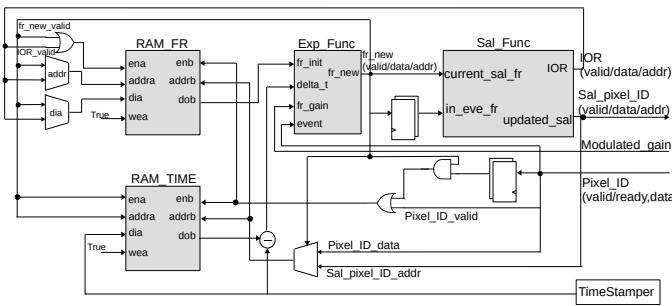 fr_new_valid
IOR_valid
addr
dia
True
RAM_FR
ena
addra
dia
wea
enb
addrb
dob
Exp_Func
fr_init
fr_new
delta_t
fr_gain
event
fr_new
(valid/data/addr)
Sal_Func
IOR
current_sal_fr
in_eve_fr
updated_sal
IOR
(valid/data/addr)
Sal_pixel_ID
(valid/data/addr)
Modulated_gain
Pixel_ID
(valid/ready,data
RAM_TIME
ena
addra
dia
wea
enb
addrb
dob
True
Pixel_ID_valid
Pixel_ID_data
Sal_pixel_ID_addr
TimeStamper